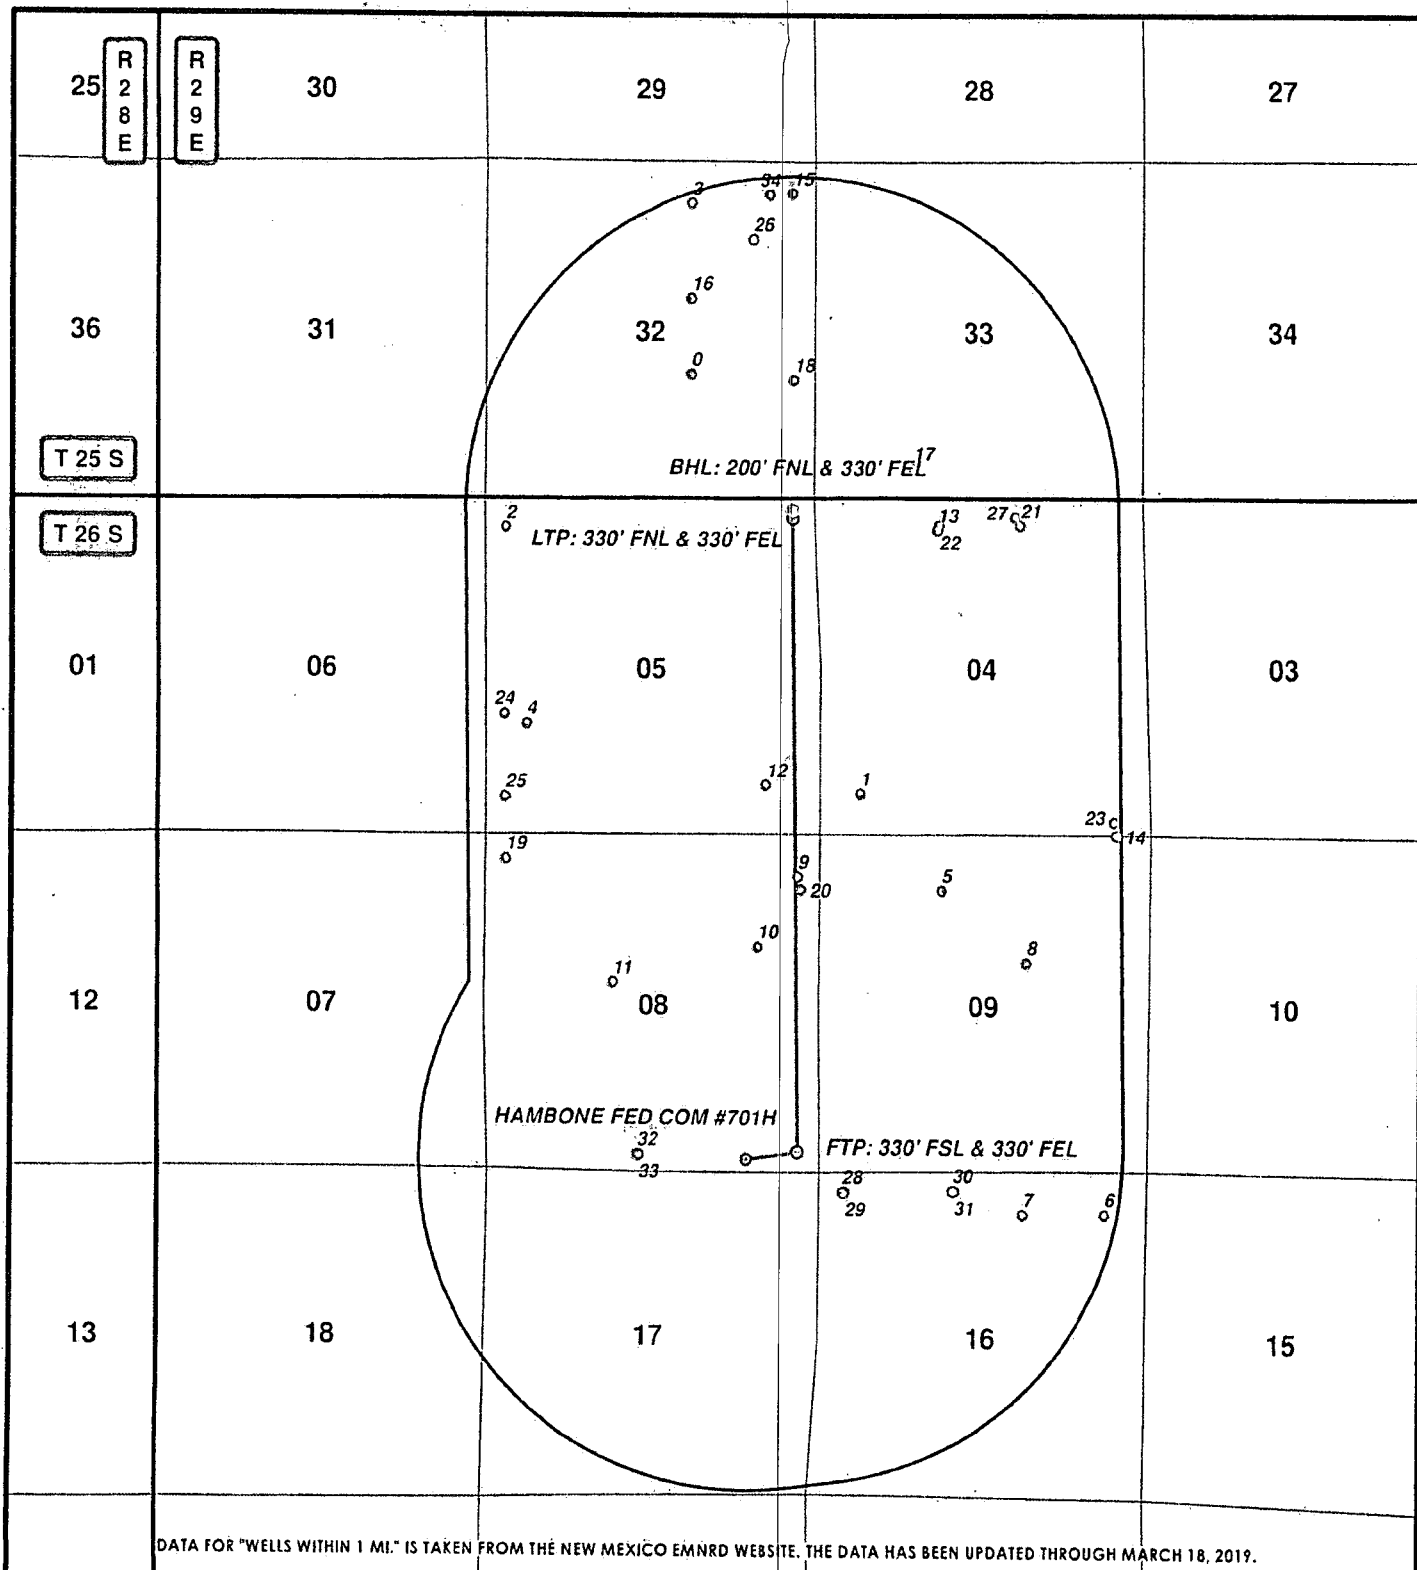 25 R 28 E R 29 E 30 29 28 27
3 34 15
26
16
36 31 32 33 34
0 18
T 25 S
BHL: 200' FNL & 330' FEL 17
T 26 S
2 13 27 21
LTP: 330' FNL & 330' FEL 22
01 06 05 04 03
24 4
25 12 1
23 14
19
9 20 5
10 8
11
12 07 08 09 10
HAMBONE FED COM #701H
32
33
FTP: 330' FSL & 330' FEL
28 30 7 6
29 31
13 18 17 16 15
DATA FOR "WELLS WITHIN 1 MI." IS TAKEN FROM THE NEW MEXICO EMNRD WEBSITE. THE DATA HAS BEEN UPDATED THROUGH MARCH 18, 2019.